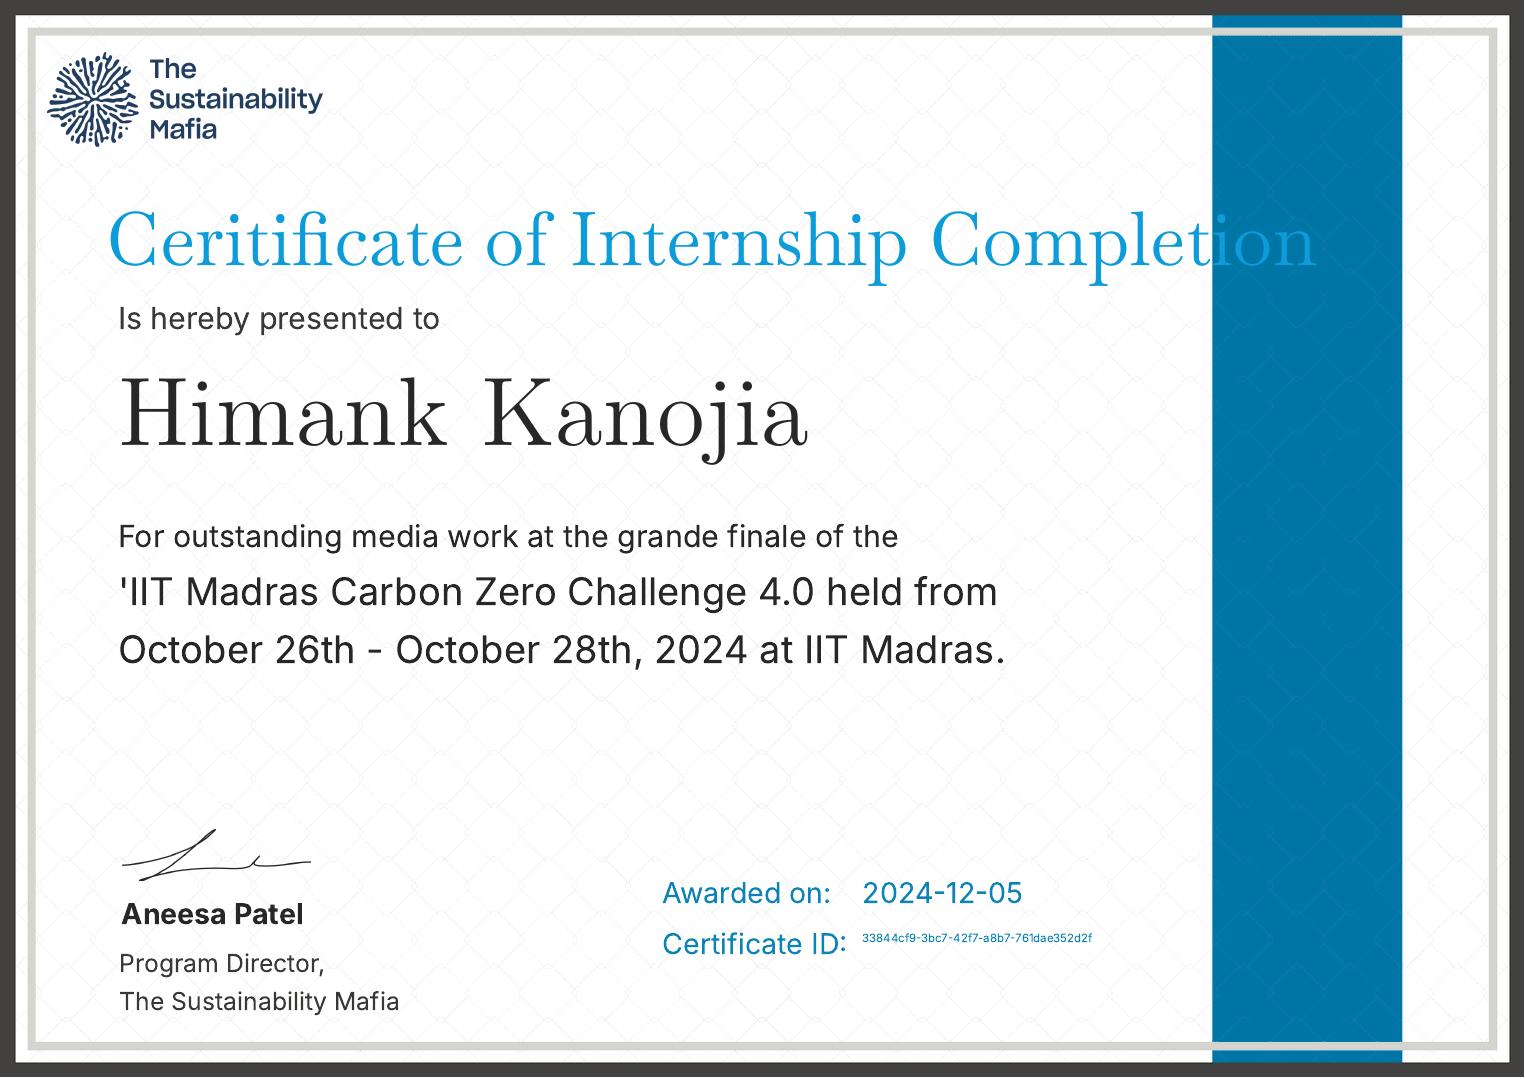 The
Sustainability
Mafia
Ceritificate of Internship Completion
Is hereby presented to
Himank Kanojia
For outstanding media work at the grande finale of the
'IIT Madras Carbon Zero Challenge 4.0 held from
October 26th - October 28th, 2024 at IIT Madras.
Aneesa Patel
Program Director,
The Sustainability Mafia
Awarded on: 2024-12-05
Certificate ID: 33844cf9-3bc7-42f7-a8b7-761dae352d2f